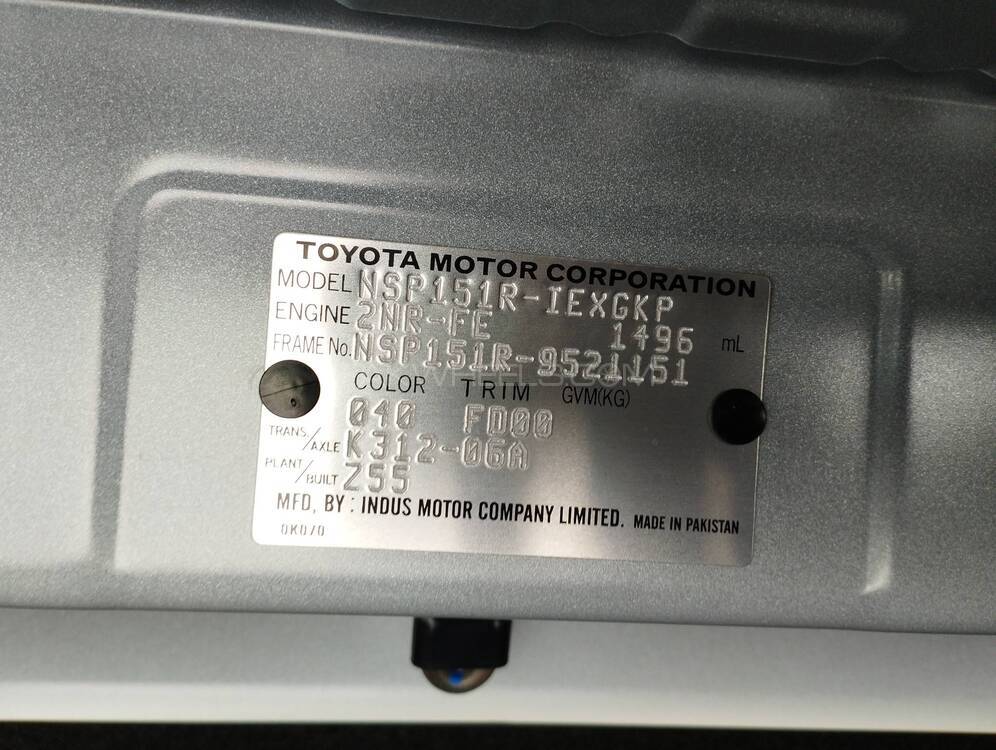 TOYOTA MOTOR CORPORATION
MODEL NSP151R-IEXGKP
ENGINE 2NR-FE 1496 mL
FRAME No. NSP151R-9521151
COLOR TRIM GVM(KG)
040 FD00
TRANS./AXLE K312-06A
PLANT/BUILT Z55
MFD, BY : INDUS MOTOR COMPANY LIMITED. MADE IN PAKISTAN
0K070